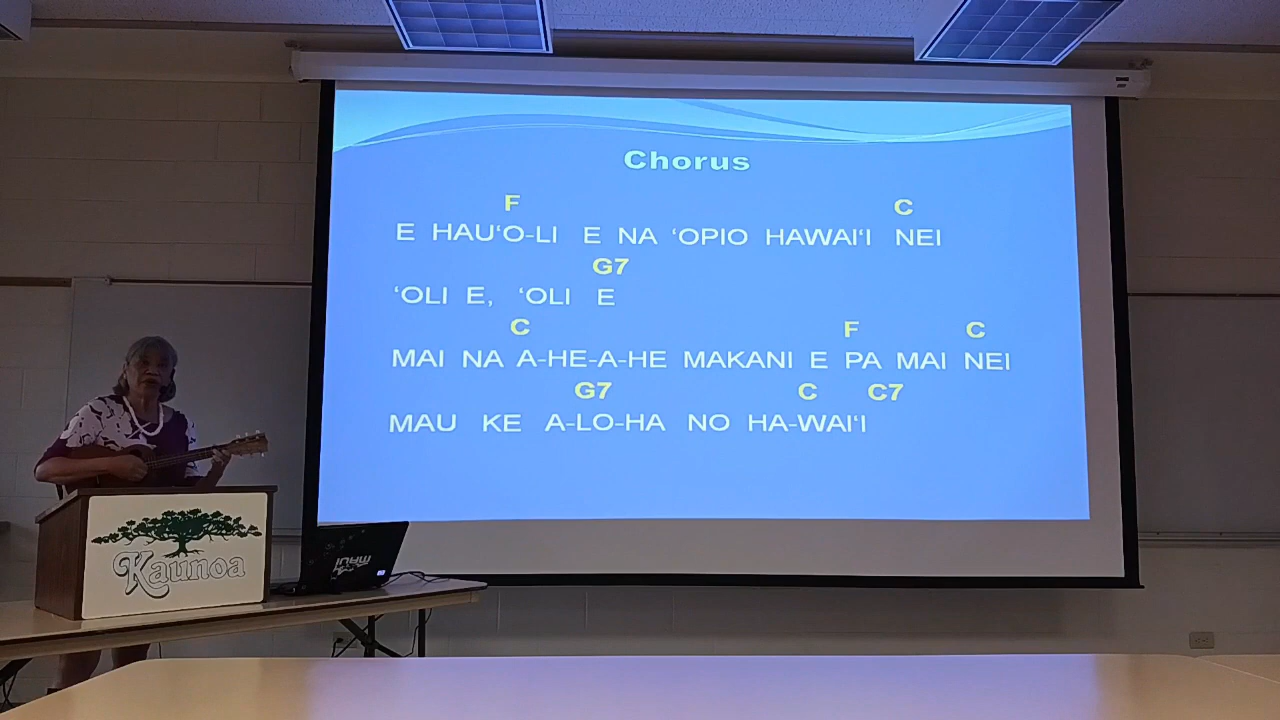 Chorus
F C
E HAU‘O-LI E NA ‘OPIO HAWAI‘I NEI
G7
‘OLI E, ‘OLI E
C F C
MAI NA A-HE-A-HE MAKANI E PA MAI NEI
G7 C C7
MAU KE A-LO-HA NO HA-WAI‘I
Kaunoa
MAUI